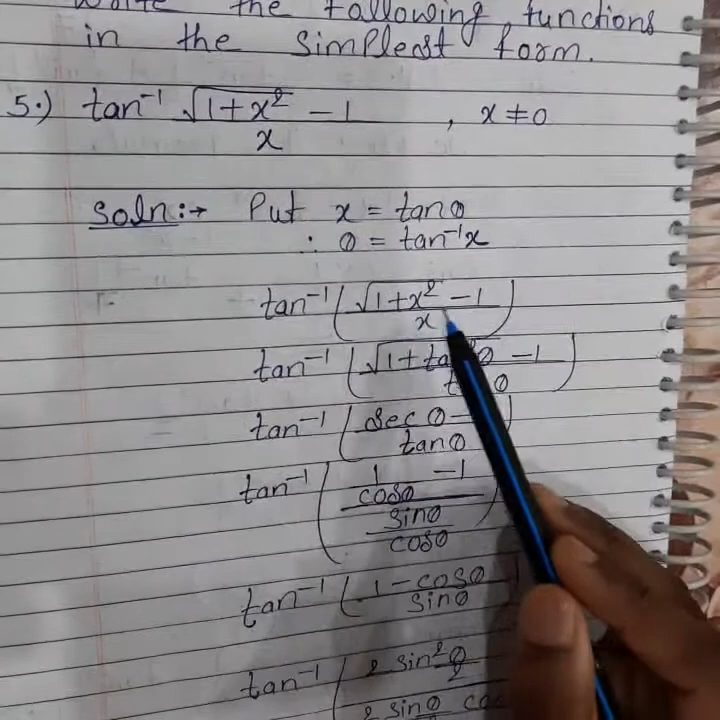 the following functions
in the simplest form.
5.) tan⁻¹ √(1+x²) - 1 / x , x ≠ 0
Soln:→ Put x = tanθ
∴ θ = tan⁻¹x
tan⁻¹ ( √(1+x²) - 1 / x )
tan⁻¹ ( √(1+tan²θ) - 1 / tanθ )
tan⁻¹ ( secθ - / tanθ )
tan⁻¹ ( 1/cosθ - 1 / sinθ/cosθ )
tan⁻¹ ( 1 - cosθ / sinθ )
tan⁻¹ ( 2 sin² θ/2
2 sinθ